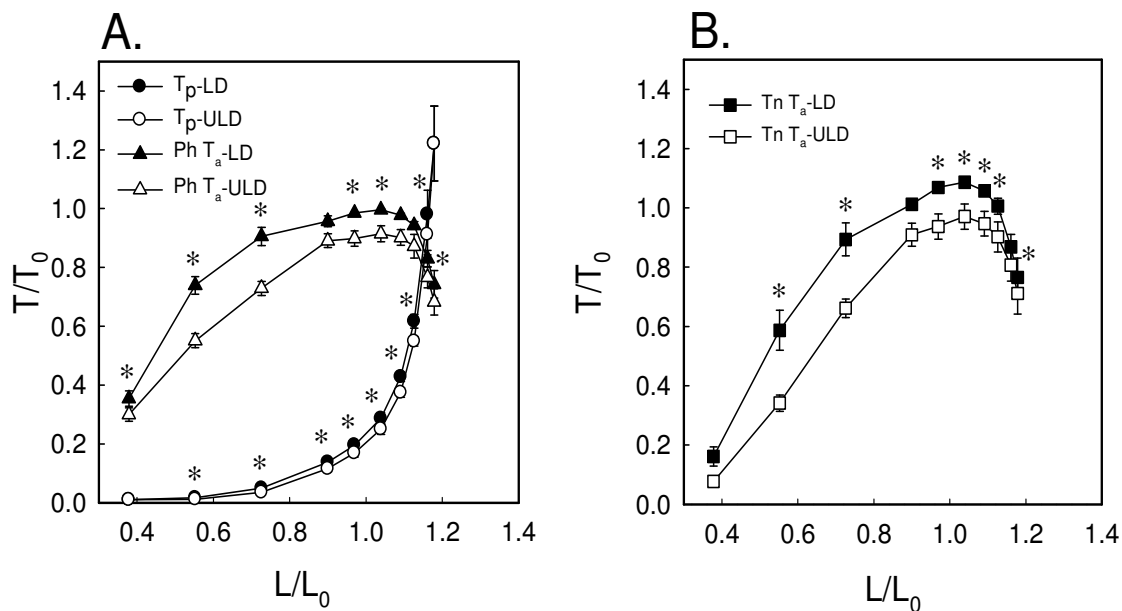 A.
T/T0
1.4
1.2
1.0
0.8
0.6
0.4
0.2
0.0
Tp-LD
Tp-ULD
Ph Ta-LD
Ph Ta-ULD
* * * * * * *
* * * * * * * *
0.4 0.6 0.8 1.0 1.2 1.4
L/L0
B.
T/T0
1.4
1.2
1.0
0.8
0.6
0.4
0.2
0.0
Tn Ta-LD
Tn Ta-ULD
* * * * * * *
0.4 0.6 0.8 1.0 1.2 1.4
L/L0